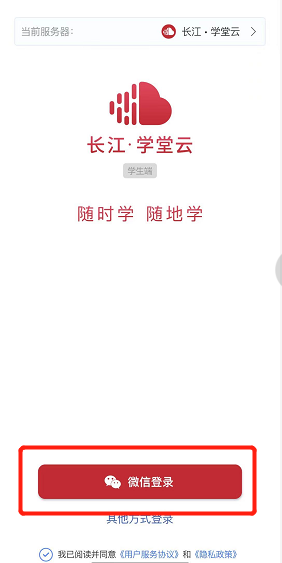 当前服务器： 长江·学堂云
长江·学堂云
学生端
随时学 随地学
微信登录
其他方式登录
我已阅读并同意《用户服务协议》和《隐私政策》